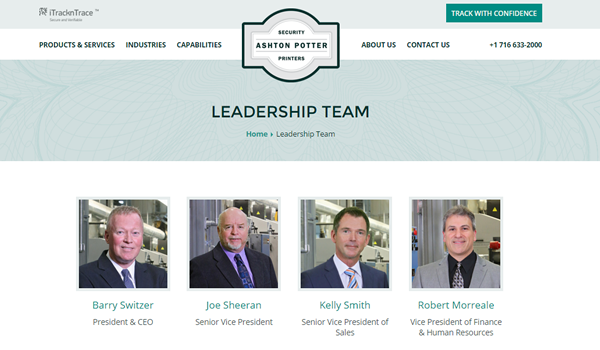 iTracknTrace ™
Secure and Verifiable
TRACK WITH CONFIDENCE
PRODUCTS & SERVICES
INDUSTRIES
CAPABILITIES
SECURITY
ASHTON POTTER
PRINTERS
ABOUT US
CONTACT US
+1 716 633-2000
LEADERSHIP TEAM
Home › Leadership Team
Barry Switzer
President & CEO
Joe Sheeran
Senior Vice President
Kelly Smith
Senior Vice President of
Sales
Robert Morreale
Vice President of Finance
& Human Resources